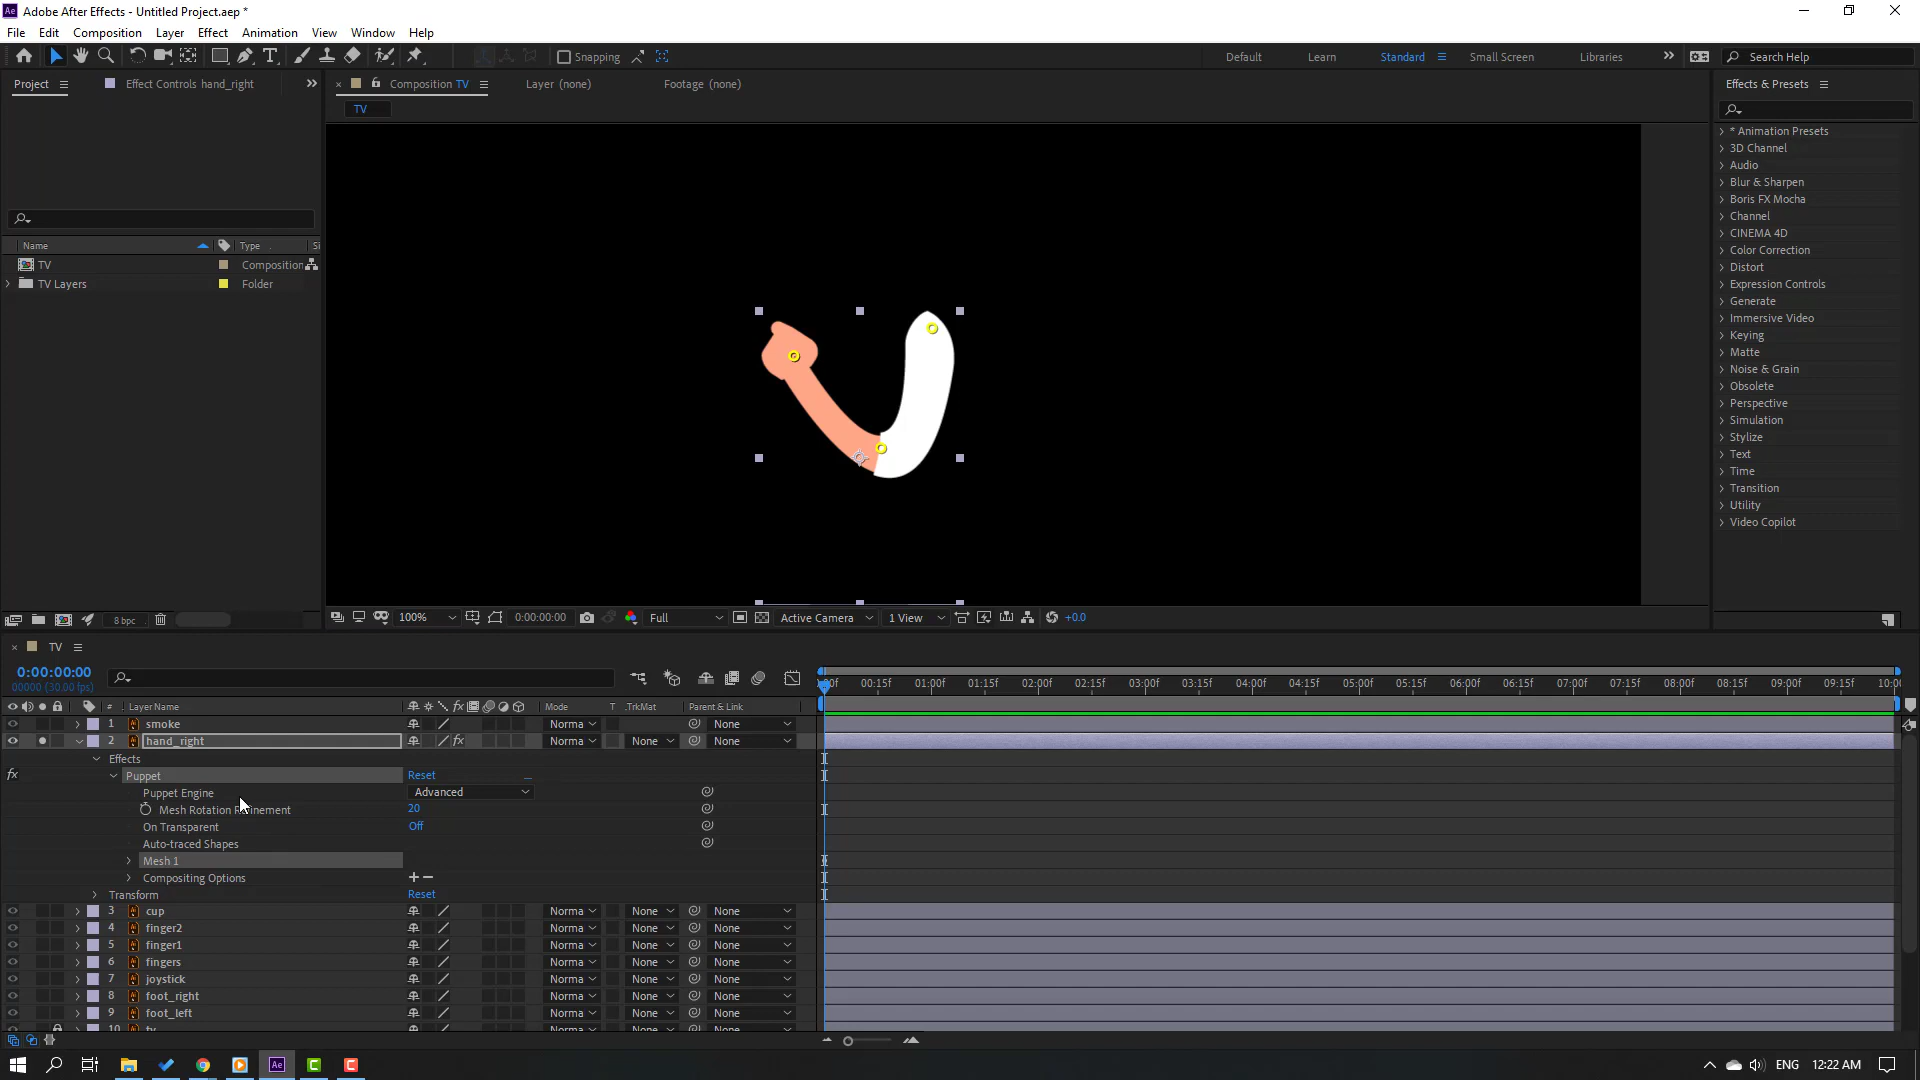 Adobe After Effects - Untitled Project.aep *
File Edit Composition Layer Effect Animation View Window Help
Snapping
Default Learn Standard Small Screen Libraries
Search Help
Project
Effect Controls hand_right
Composition TV
Layer (none)
Footage (none)
Effects & Presets
TV
* Animation Presets
3D Channel
Audio
Blur & Sharpen
Boris FX Mocha
Channel
CINEMA 4D
Color Correction
Distort
Expression Controls
Generate
Immersive Video
Keying
Matte
Noise & Grain
Obsolete
Perspective
Simulation
Stylize
Text
Time
Transition
Utility
Video Copilot
Name Type Si
TV Composition
TV Layers Folder
8 bpc
100% 0:00:00:00 Full Active Camera 1 View +0.0
TV
0:00:00:00
00000 (30.00 fps)
00f 00:15f 01:00f 01:15f 02:00f 02:15f 03:00f 03:15f 04:00f 04:15f 05:00f 05:15f 06:00f 06:15f 07:00f 07:15f 08:00f 08:15f 09:00f 09:15f 10:00
# Layer Name Mode T .TrkMat Parent & Link
1 smoke Norma None
2 hand_right Norma None None
Effects
Puppet Reset
Puppet Engine Advanced
Mesh Rotation Refinement 20
On Transparent Off
Auto-traced Shapes
Mesh 1
Compositing Options + −
Transform Reset
3 cup Norma None None
4 finger2 Norma None None
5 finger1 Norma None None
6 fingers Norma None None
7 joystick Norma None None
8 foot_right Norma None None
9 foot_left Norma None None
10 tv Norma None None
ENG 12:22 AM